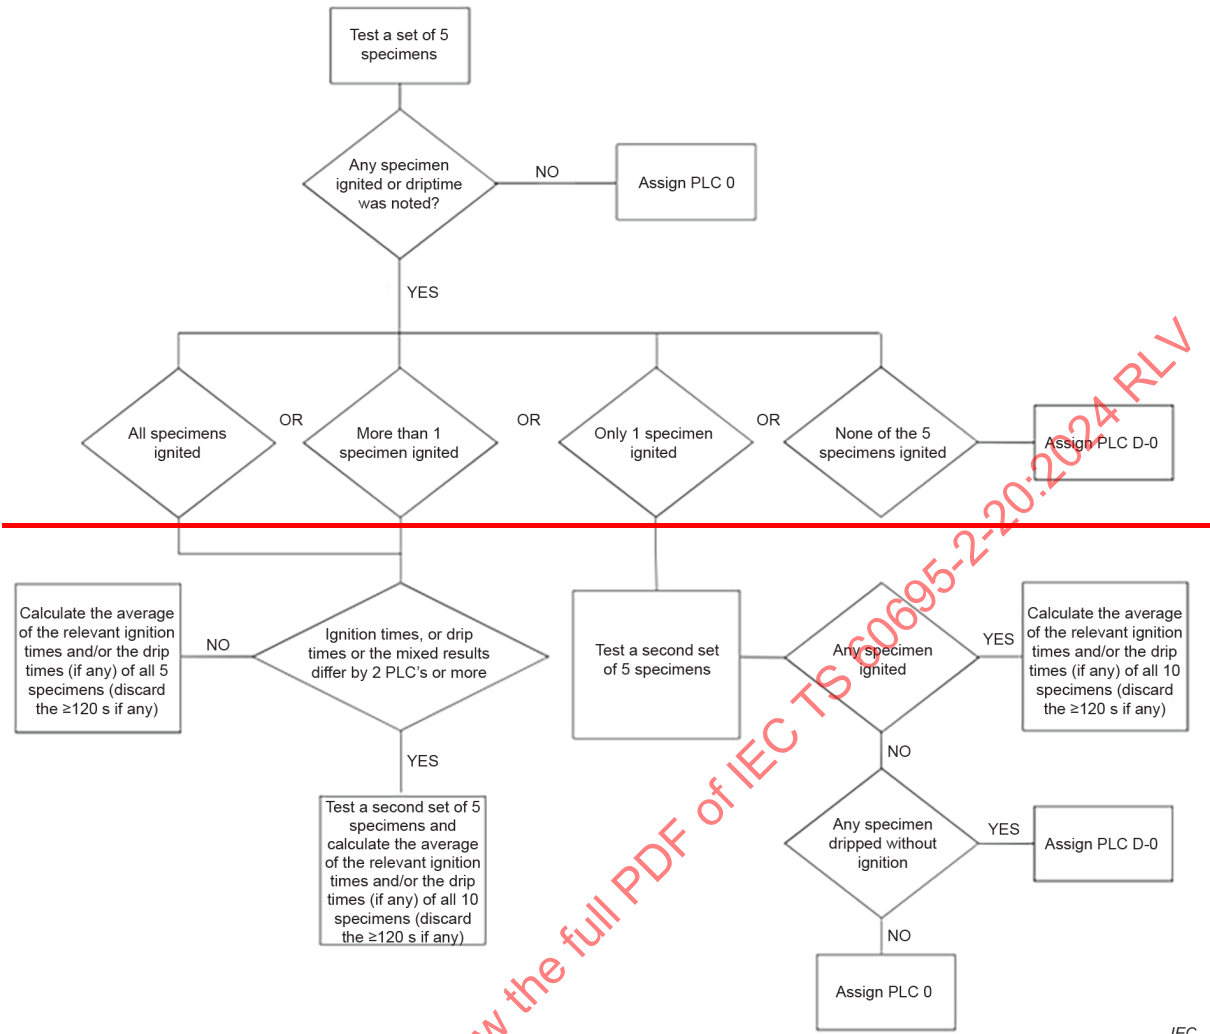 Test a set of 5
specimens
Any specimen
ignited or driptime
was noted?
NO
Assign PLC 0
YES
All specimens
ignited
OR
More than 1
specimen ignited
OR
Only 1 specimen
ignited
OR
None of the 5
specimens ignited
Assign PLC D-0
Calculate the average
of the relevant ignition
times and/or the drip
times (if any) of all 5
specimens (discard
the ≥120 s if any)
NO
Ignition times, or drip
times or the mixed results
differ by 2 PLC's or more
YES
Test a second set of 5
specimens and
calculate the average
of the relevant ignition
times and/or the drip
times (if any) of all 10
specimens (discard
the ≥120 s if any)
Test a second set
of 5 specimens
Any specimen
ignited
YES
Calculate the average
of the relevant ignition
times and/or the drip
times (if any) of all 10
specimens (discard
the ≥120 s if any)
NO
Any specimen
dripped without
ignition
YES
Assign PLC D-0
NO
Assign PLC 0
the full PDF of IEC TS 60695-2-20:2024 RLV
IEC